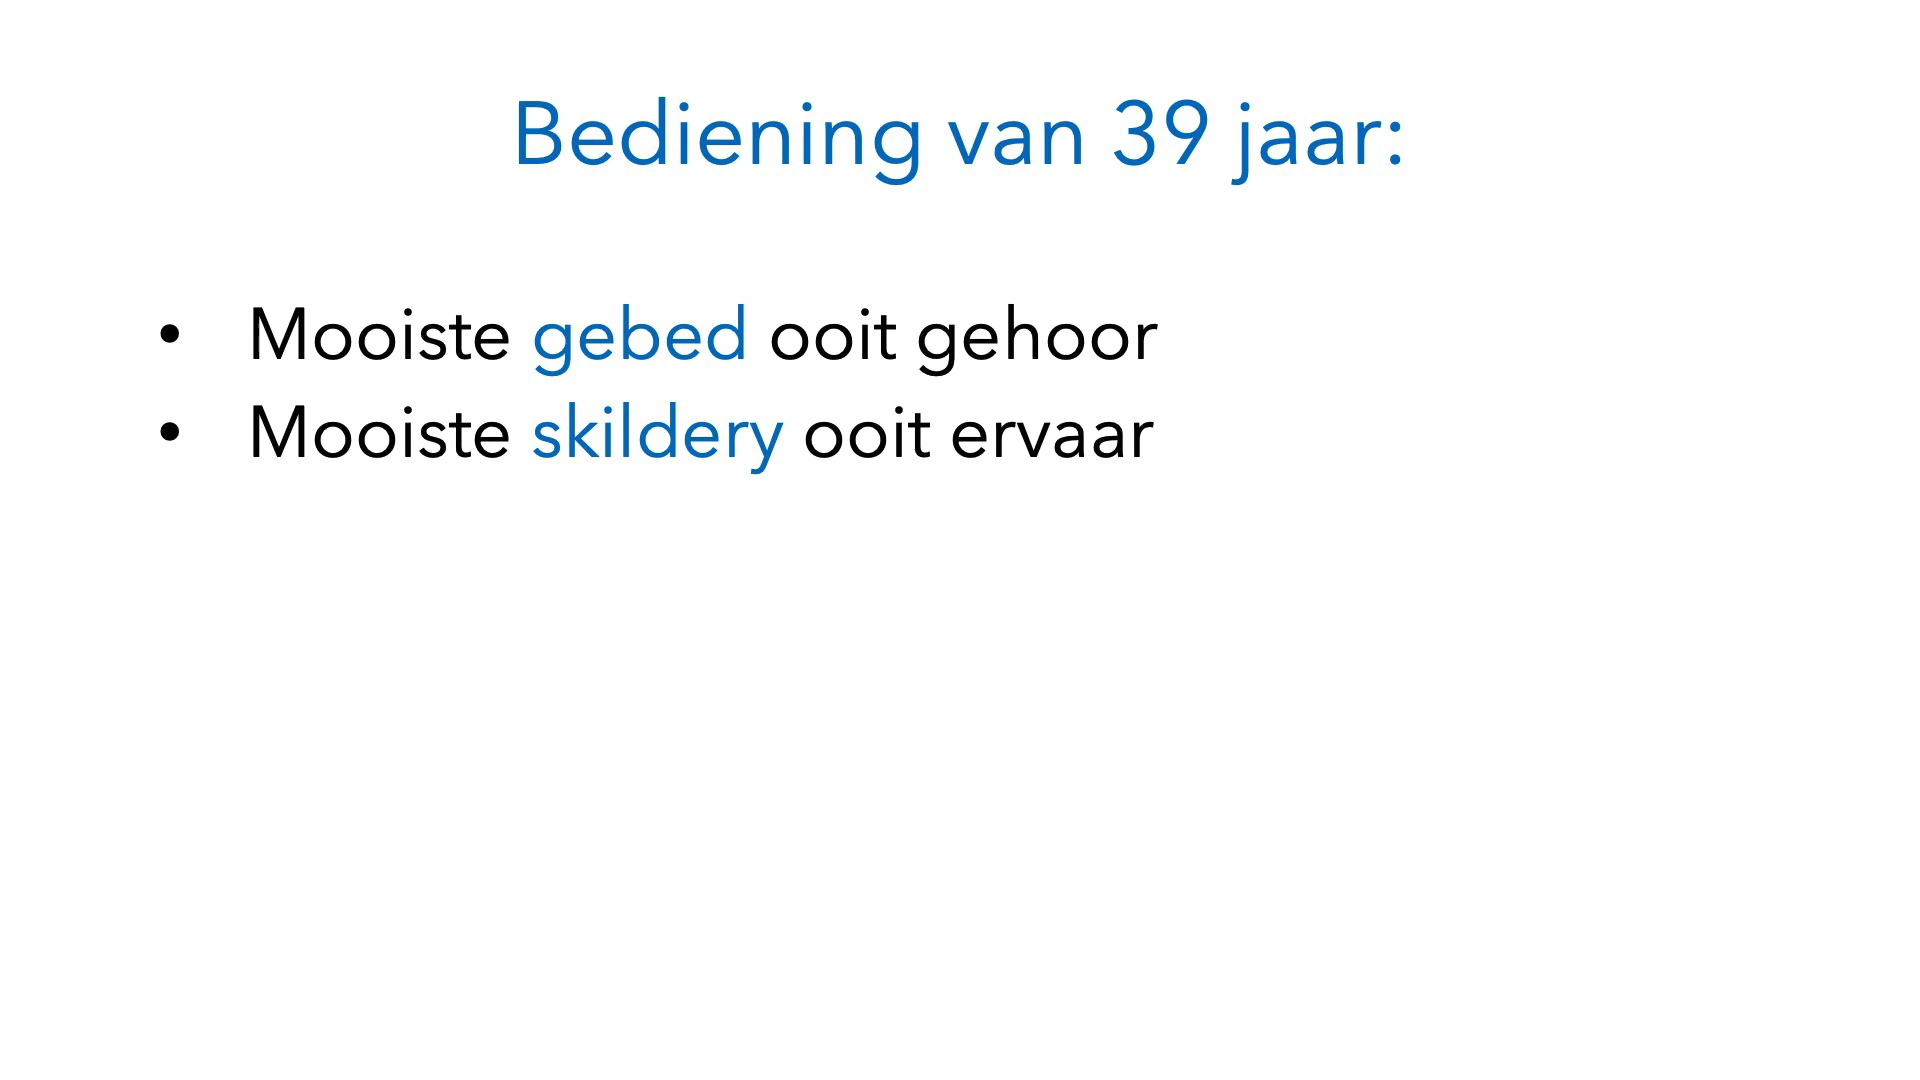 Bediening van 39 jaar:
• Mooiste gebed ooit gehoor
• Mooiste skildery ooit ervaar